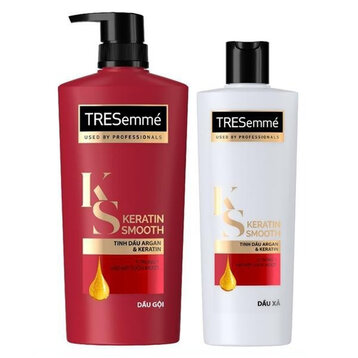 TRESemmé
USED BY PROFESSIONALS
KS
KERATIN
SMOOTH
TINH DẦU ARGAN
& KERATIN
DẦU GỘI
TRESemmé
USED BY PROFESSIONALS
KS
KERATIN
SMOOTH
TINH DẦU ARGAN
& KERATIN
DẦU XẢ